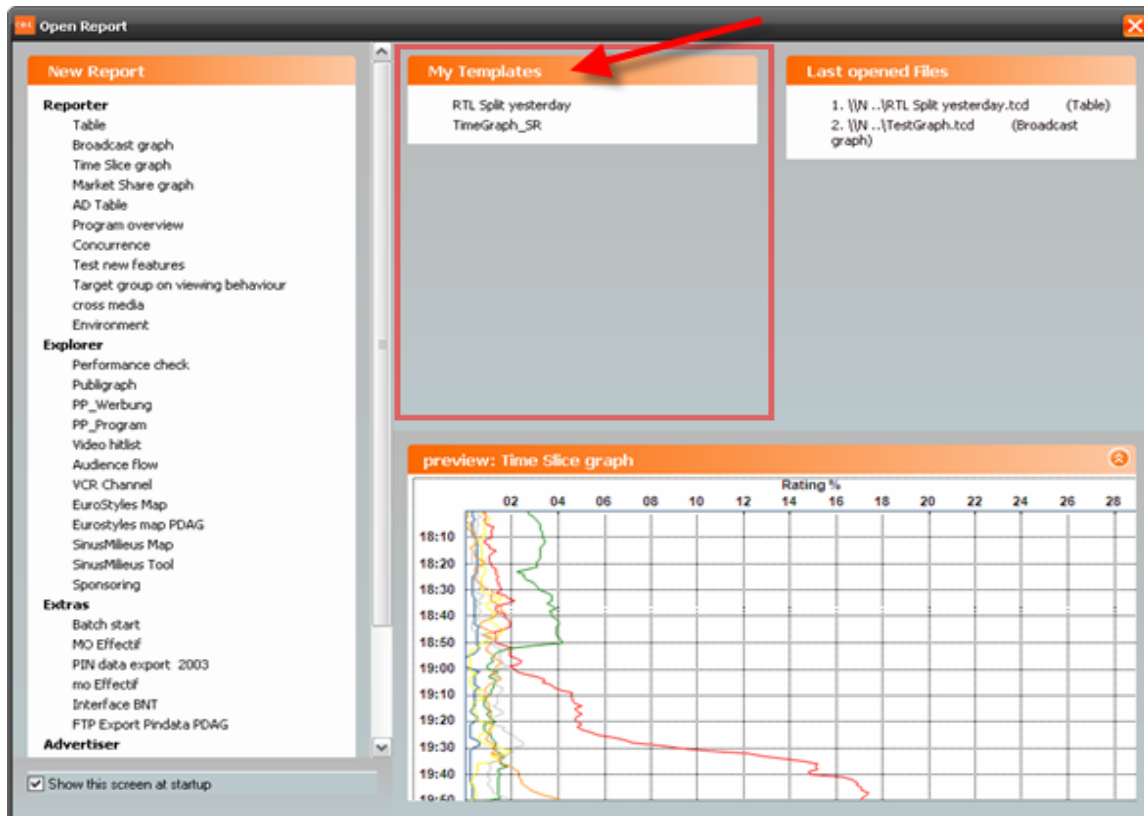 Open Report
New Report
Reporter
Table
Broadcast graph
Time Slice graph
Market Share graph
AD Table
Program overview
Concurrence
Test new features
Target group on viewing behaviour
cross media
Environment
Explorer
Performance check
Publigraph
PP_Werbung
PP_Program
Video hitlist
Audience flow
VCR Channel
EuroStyles Map
Eurostyles map PDAG
SinusMilieus Map
SinusMilieus Tool
Sponsoring
Extras
Batch start
MO Effectif
PIN data export 2003
mo Effectif
Interface BNT
FTP Export Pindata PDAG
Advertiser
Show this screen at startup
My Templates
RTL Split yesterday
TimeGraph_SR
Last opened Files
1. \\N ..\RTL Split yesterday.tcd (Table)
2. \\N ..\TestGraph.tcd (Broadcast
graph)
preview: Time Slice graph
Rating %
02 04 06 08 10 12 14 16 18 20 22 24 26 28
18:10
18:20
18:30
18:40
18:50
19:00
19:10
19:20
19:30
19:40
19:50